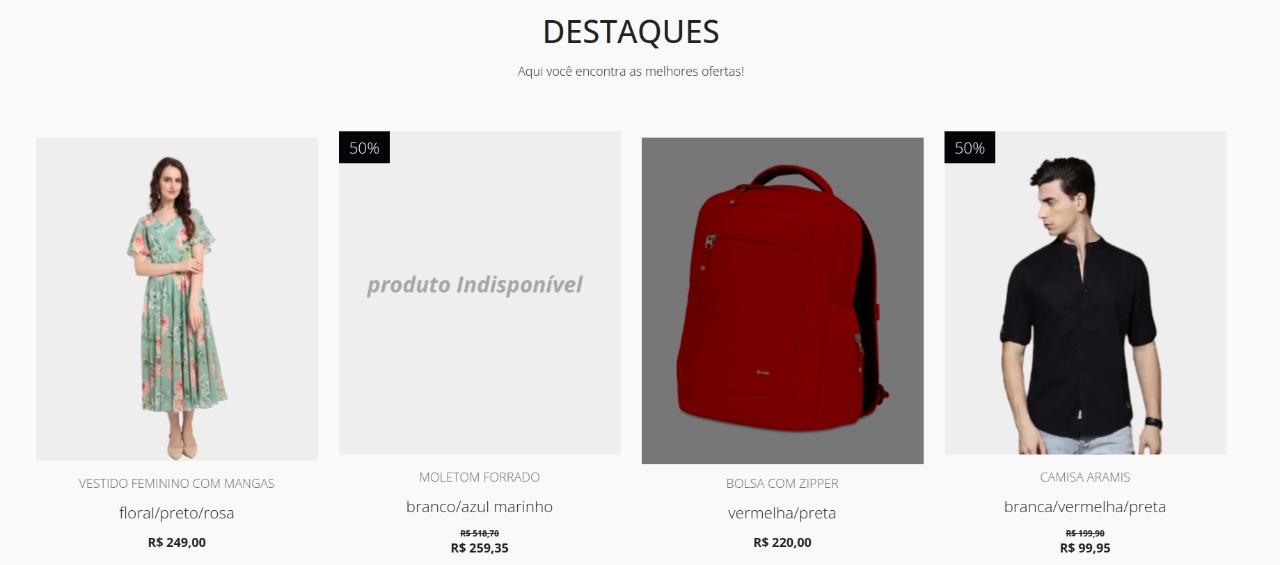 DESTAQUES
Aqui você encontra as melhores ofertas!
VESTIDO FEMININO COM MANGAS
floral/preto/rosa
R$ 249,00
50%
produto Indisponível
MOLETOM FORRADO
branco/azul marinho
R$ 518,70
R$ 259,35
BOLSA COM ZIPPER
vermelha/preta
R$ 220,00
50%
CAMISA ARAMIS
branca/vermelha/preta
R$ 199,90
R$ 99,95